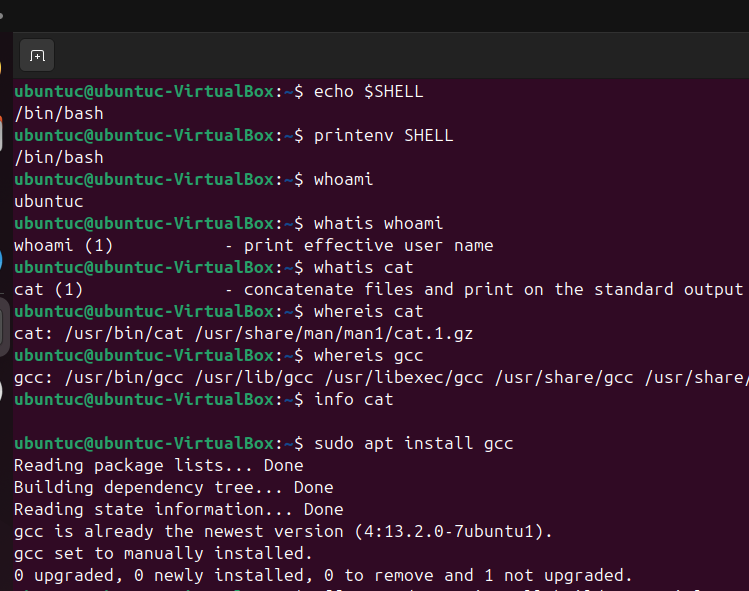 ubuntuc@ubuntuc-VirtualBox:~$ echo $SHELL
/bin/bash
ubuntuc@ubuntuc-VirtualBox:~$ printenv SHELL
/bin/bash
ubuntuc@ubuntuc-VirtualBox:~$ whoami
ubuntuc
ubuntuc@ubuntuc-VirtualBox:~$ whatis whoami
whoami (1)           - print effective user name
ubuntuc@ubuntuc-VirtualBox:~$ whatis cat
cat (1)              - concatenate files and print on the standard output
ubuntuc@ubuntuc-VirtualBox:~$ whereis cat
cat: /usr/bin/cat /usr/share/man/man1/cat.1.gz
ubuntuc@ubuntuc-VirtualBox:~$ whereis gcc
gcc: /usr/bin/gcc /usr/lib/gcc /usr/libexec/gcc /usr/share/gcc /usr/share/
ubuntuc@ubuntuc-VirtualBox:~$ info cat
ubuntuc@ubuntuc-VirtualBox:~$ sudo apt install gcc
Reading package lists... Done
Building dependency tree... Done
Reading state information... Done
gcc is already the newest version (4:13.2.0-7ubuntu1).
gcc set to manually installed.
0 upgraded, 0 newly installed, 0 to remove and 1 not upgraded.